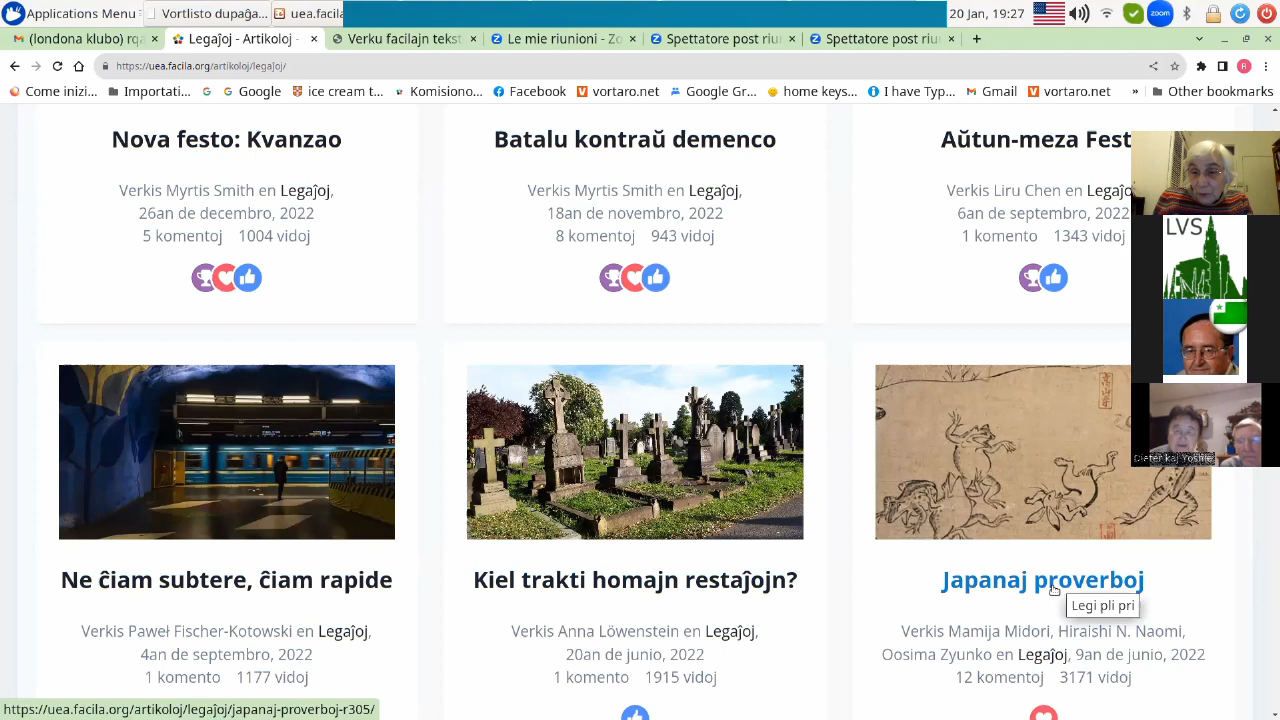 Applications Menu
Vortlisto dupaĝa...
uea.facila
20 Jan, 19:27
zoom
(londona klubo) rqa
Legaĵoj - Artikoloj -
Verku facilajn tekst
Le mie riunioni - Zo
Spettatore post riu
Spettatore post riu
https://uea.facila.org/artikoloj/legaĵoj/
R
Come inizi...
Importati...
Google
ice cream t...
Komisiono...
Facebook
vortaro.net
Google Gr...
home keys...
I have Typ...
Gmail
vortaro.net
»
Other bookmarks
Nova festo: Kvanzao
Verkis Myrtis Smith en Legaĵoj,
26an de decembro, 2022
5 komentoj 1004 vidoj
Batalu kontraŭ demenco
Verkis Myrtis Smith en Legaĵoj,
18an de novembro, 2022
8 komentoj 943 vidoj
Aŭtun-meza Fest
Verkis Liru Chen en Legaĵo
6an de septembro, 2022
1 komento 1343 vidoj
LVS
Dieter kaj Yoshie
Ne ĉiam subtere, ĉiam rapide
Verkis Paweł Fischer-Kotowski en Legaĵoj,
4an de septembro, 2022
1 komento 1177 vidoj
Kiel trakti homajn restaĵojn?
Verkis Anna Löwenstein en Legaĵoj,
20an de junio, 2022
1 komento 1915 vidoj
Japanaj proverboj
Legi pli pri
Verkis Mamija Midori, Hiraishi N. Naomi,
Oosima Zyunko en Legaĵoj, 9an de junio, 2022
12 komentoj 3171 vidoj
https://uea.facila.org/artikoloj/legaĵoj/japanaj-proverboj-r305/